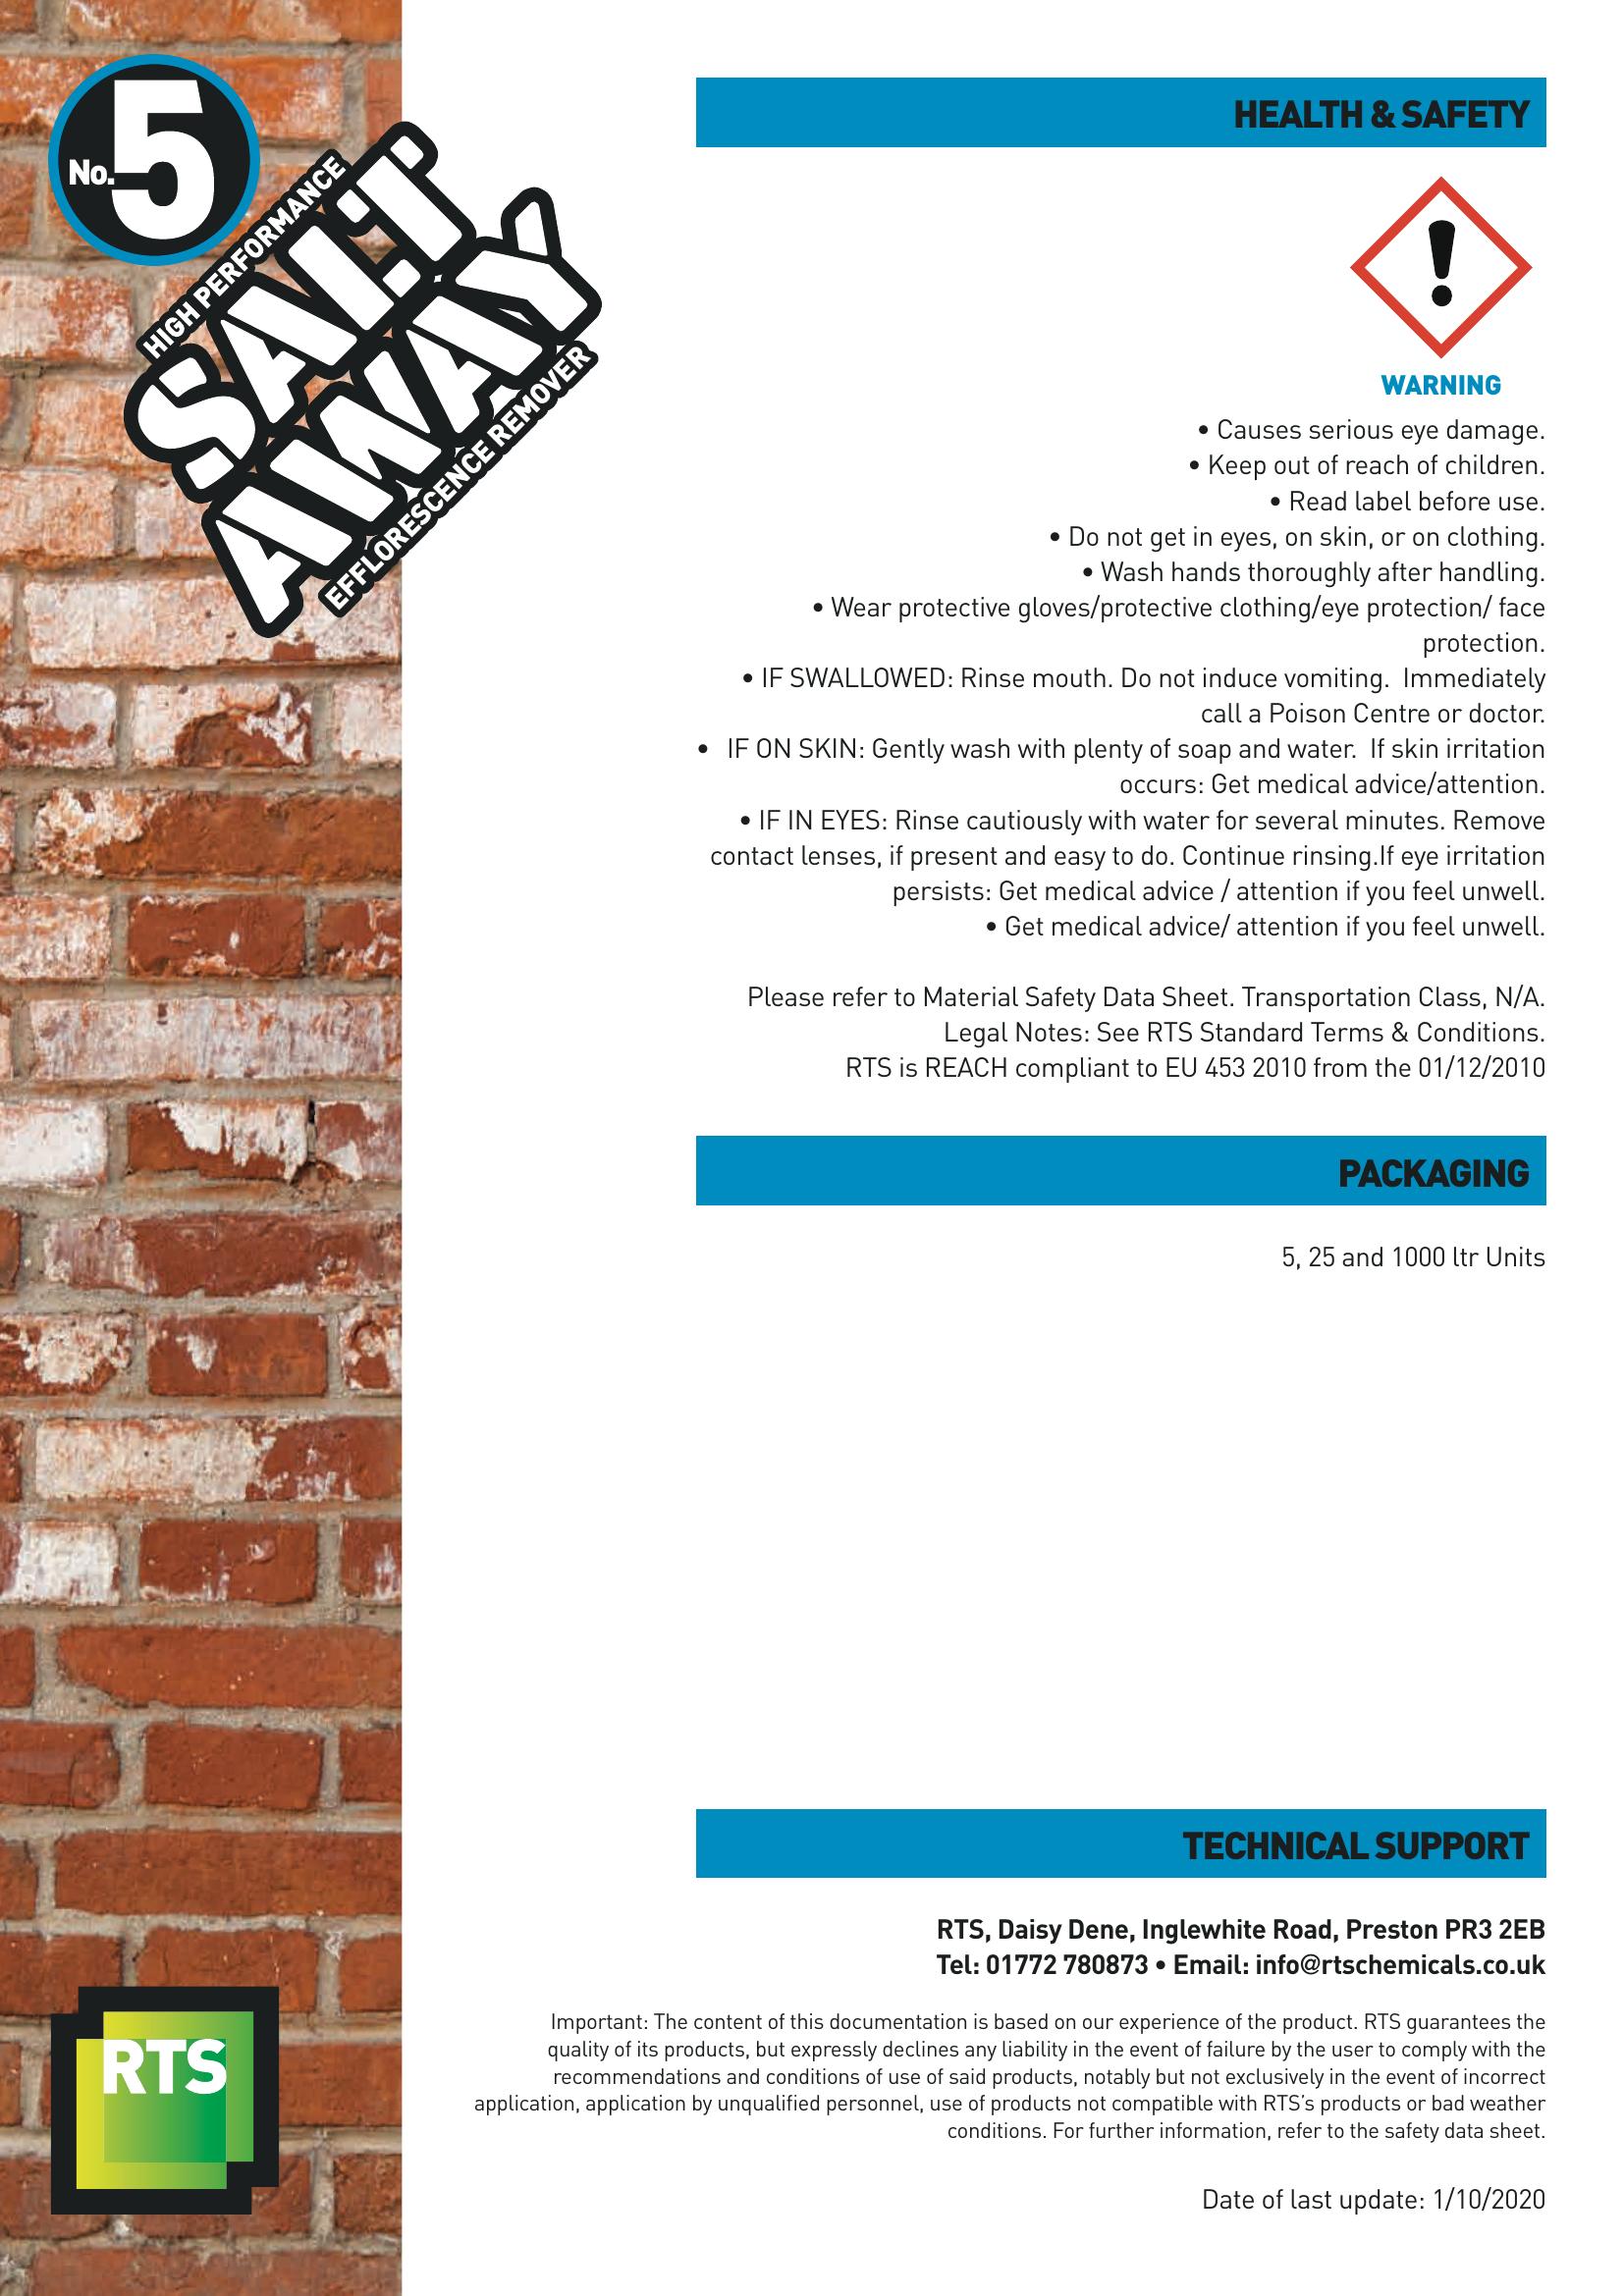 No.5
HIGH PERFORMANCE
SALT
AWAY
EFFLORESCENCE REMOVER
HEALTH & SAFETY
WARNING
• Causes serious eye damage.
• Keep out of reach of children.
• Read label before use.
• Do not get in eyes, on skin, or on clothing.
• Wash hands thoroughly after handling.
• Wear protective gloves/protective clothing/eye protection/ face
protection.
• IF SWALLOWED: Rinse mouth. Do not induce vomiting.  Immediately
call a Poison Centre or doctor.
•  IF ON SKIN: Gently wash with plenty of soap and water.  If skin irritation
occurs: Get medical advice/attention.
• IF IN EYES: Rinse cautiously with water for several minutes. Remove
contact lenses, if present and easy to do. Continue rinsing.If eye irritation
persists: Get medical advice / attention if you feel unwell.
• Get medical advice/ attention if you feel unwell.
Please refer to Material Safety Data Sheet. Transportation Class, N/A.
Legal Notes: See RTS Standard Terms & Conditions.
RTS is REACH compliant to EU 453 2010 from the 01/12/2010
PACKAGING
5, 25 and 1000 ltr Units
TECHNICAL SUPPORT
RTS, Daisy Dene, Inglewhite Road, Preston PR3 2EB
Tel: 01772 780873 • Email: info@rtschemicals.co.uk
Important: The content of this documentation is based on our experience of the product. RTS guarantees the
quality of its products, but expressly declines any liability in the event of failure by the user to comply with the
recommendations and conditions of use of said products, notably but not exclusively in the event of incorrect
application, application by unqualified personnel, use of products not compatible with RTS's products or bad weather
conditions. For further information, refer to the safety data sheet.
Date of last update: 1/10/2020
RTS